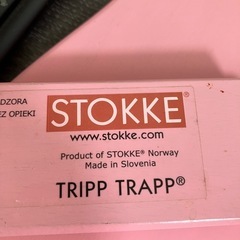 DZORA
EZ OPIEKI
STOKKE
www.stokke.com
Product of STOKKE® Norway
Made in Slovenia
TRIPP TRAPP®